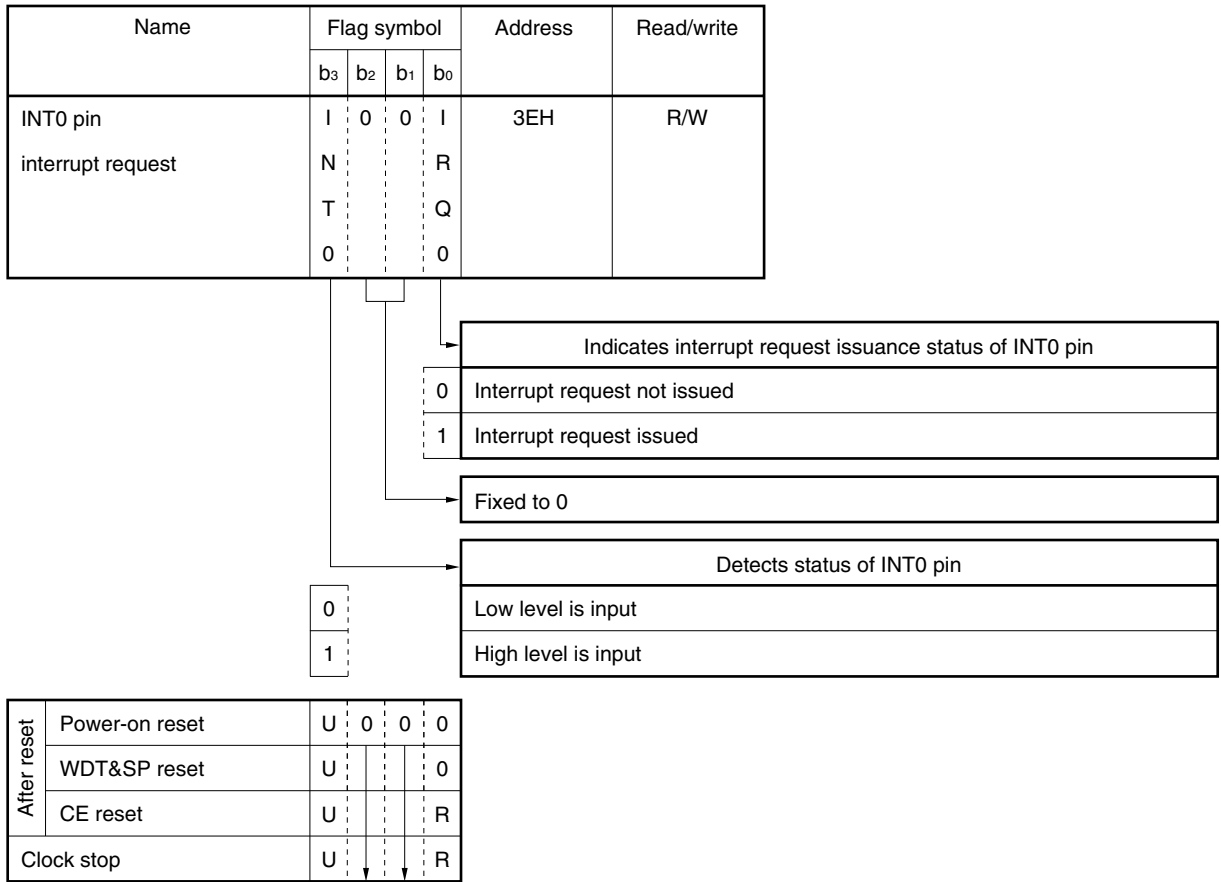 Name Flag symbol Address Read/write
b3 b2 b1 b0
INT0 pin I 0 0 I 3EH R/W
interrupt request N R
T Q
0 0
Indicates interrupt request issuance status of INT0 pin
0 Interrupt request not issued
1 Interrupt request issued
Fixed to 0
Detects status of INT0 pin
0 Low level is input
1 High level is input
After reset
Power-on reset U 0 0 0
WDT&SP reset U 0
CE reset U R
Clock stop U R